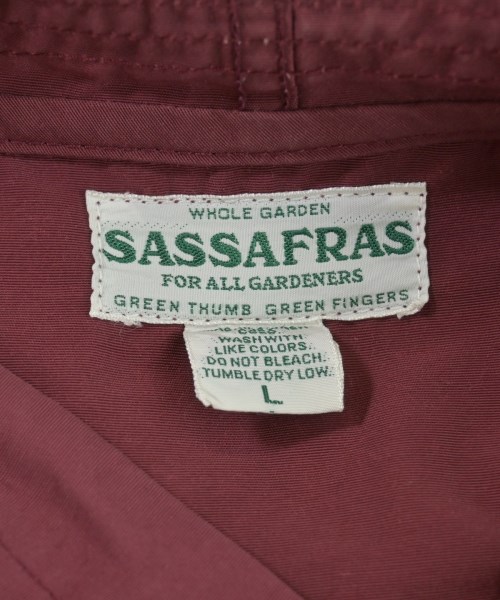 WHOLE GARDEN
SASSAFRAS
FOR ALL GARDENERS
GREEN THUMB GREEN FINGERS
WASH WITH
LIKE COLORS.
DO NOT BLEACH.
TUMBLE DRY LOW.
L